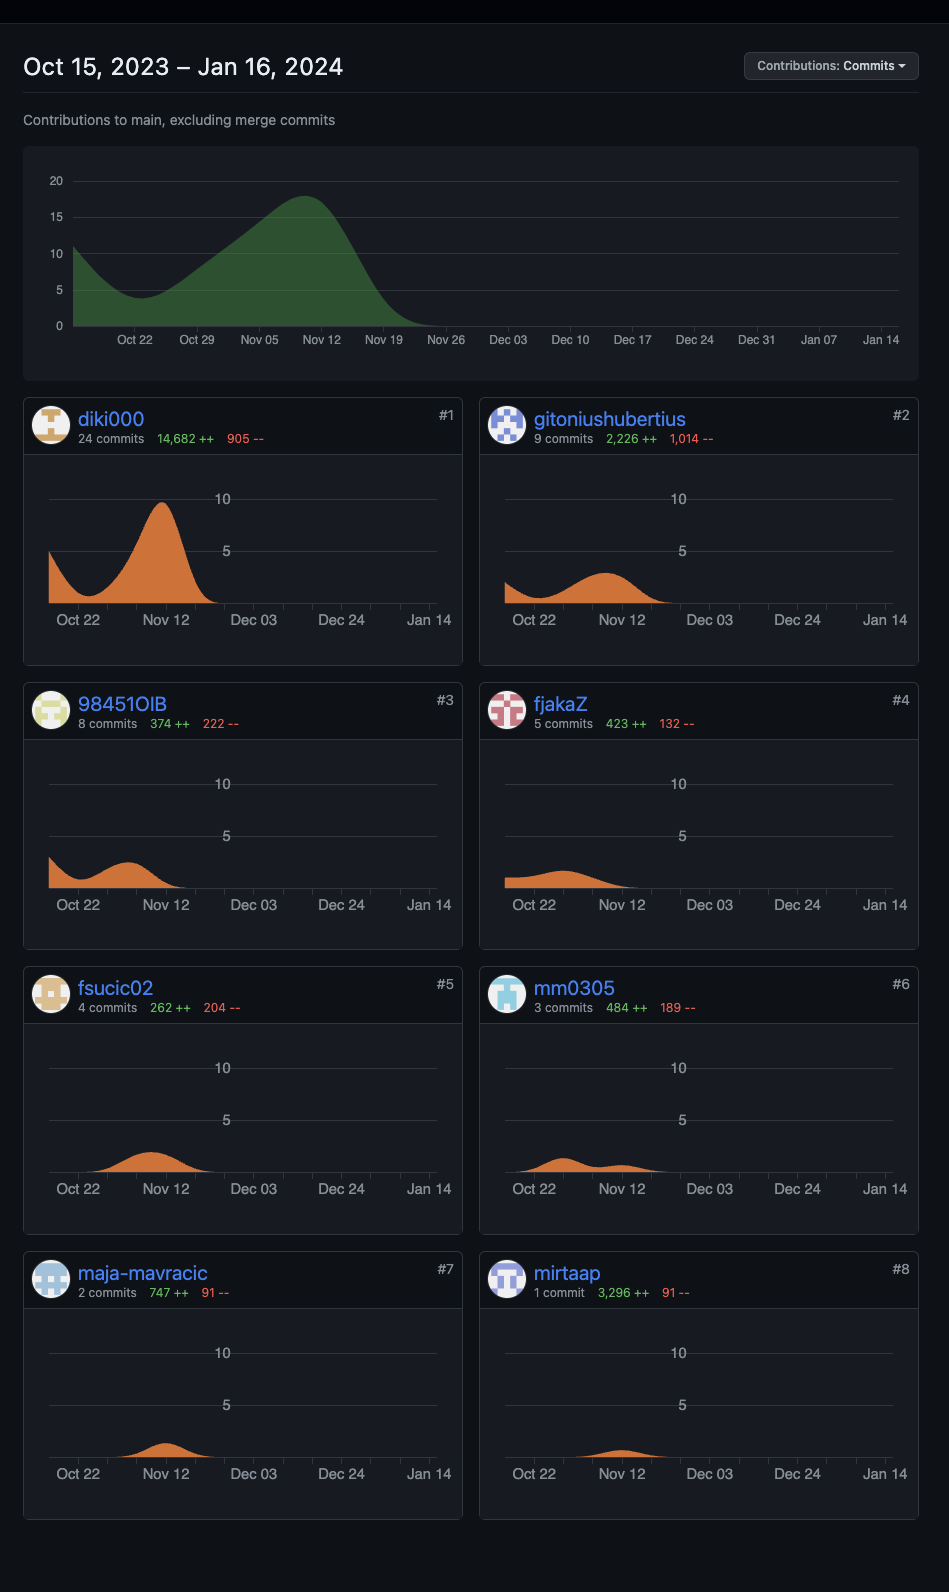 Oct 15, 2023 – Jan 16, 2024
Contributions: Commits
Contributions to main, excluding merge commits
20
15
10
5
0
Oct 22 Oct 29 Nov 05 Nov 12 Nov 19 Nov 26 Dec 03 Dec 10 Dec 17 Dec 24 Dec 31 Jan 07 Jan 14
diki000 #1
24 commits 14,682 ++ 905 --
10
5
Oct 22 Nov 12 Dec 03 Dec 24 Jan 14
gitoniushubertius #2
9 commits 2,226 ++ 1,014 --
10
5
Oct 22 Nov 12 Dec 03 Dec 24 Jan 14
98451OIB #3
8 commits 374 ++ 222 --
10
5
Oct 22 Nov 12 Dec 03 Dec 24 Jan 14
fjakaZ #4
5 commits 423 ++ 132 --
10
5
Oct 22 Nov 12 Dec 03 Dec 24 Jan 14
fsucic02 #5
4 commits 262 ++ 204 --
10
5
Oct 22 Nov 12 Dec 03 Dec 24 Jan 14
mm0305 #6
3 commits 484 ++ 189 --
10
5
Oct 22 Nov 12 Dec 03 Dec 24 Jan 14
maja-mavracic #7
2 commits 747 ++ 91 --
10
5
Oct 22 Nov 12 Dec 03 Dec 24 Jan 14
mirtaap #8
1 commit 3,296 ++ 91 --
10
5
Oct 22 Nov 12 Dec 03 Dec 24 Jan 14